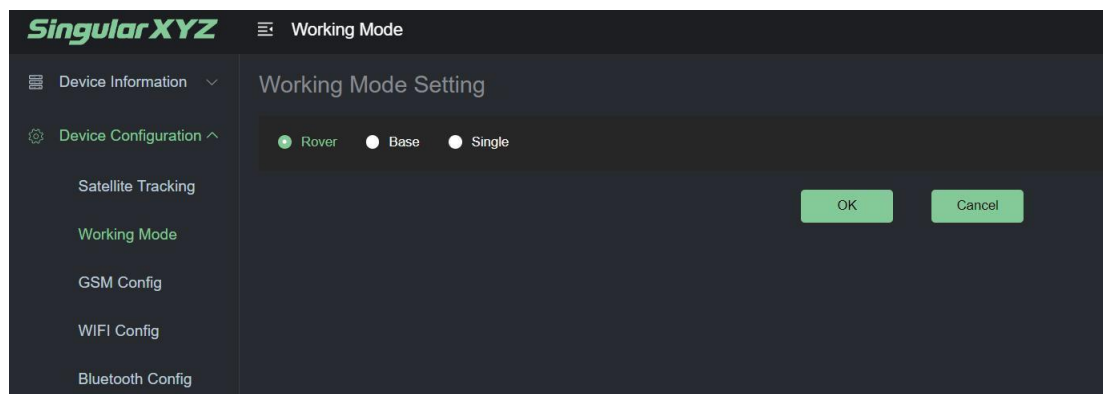 SingularXYZ
Working Mode
Device Information
Working Mode Setting
Device Configuration
Rover Base Single
Satellite Tracking
OK Cancel
Working Mode
GSM Config
WIFI Config
Bluetooth Config